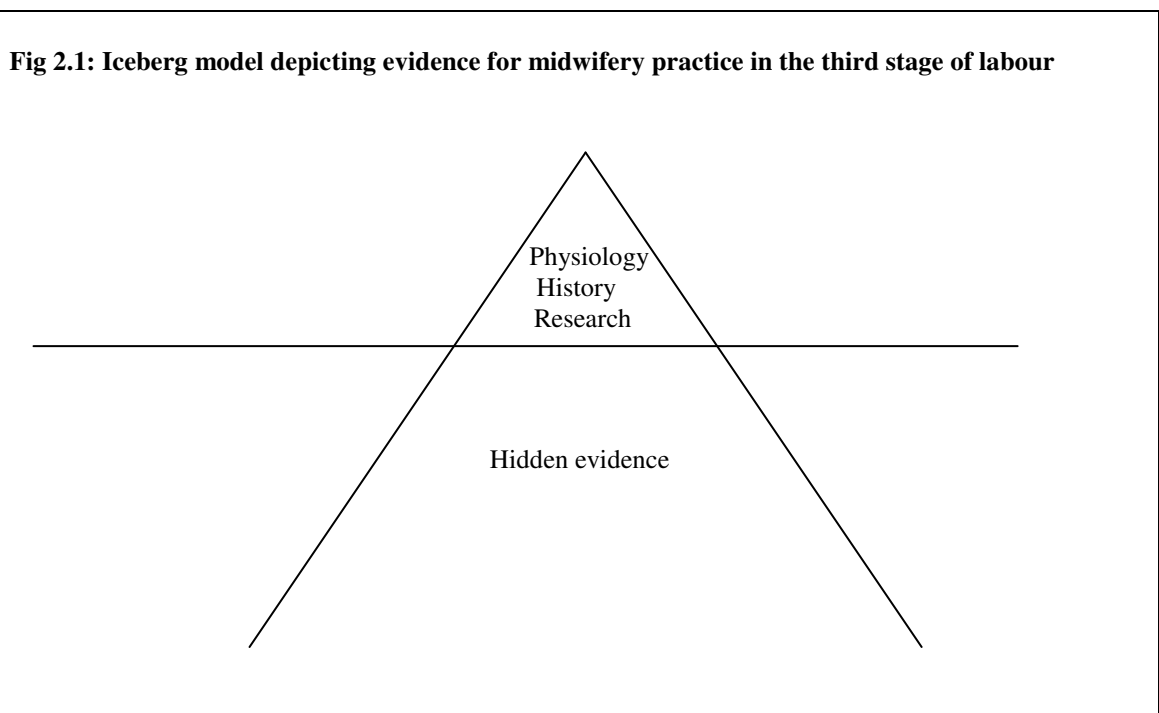 Fig 2.1: Iceberg model depicting evidence for midwifery practice in the third stage of labour
Physiology
History
Research
Hidden evidence